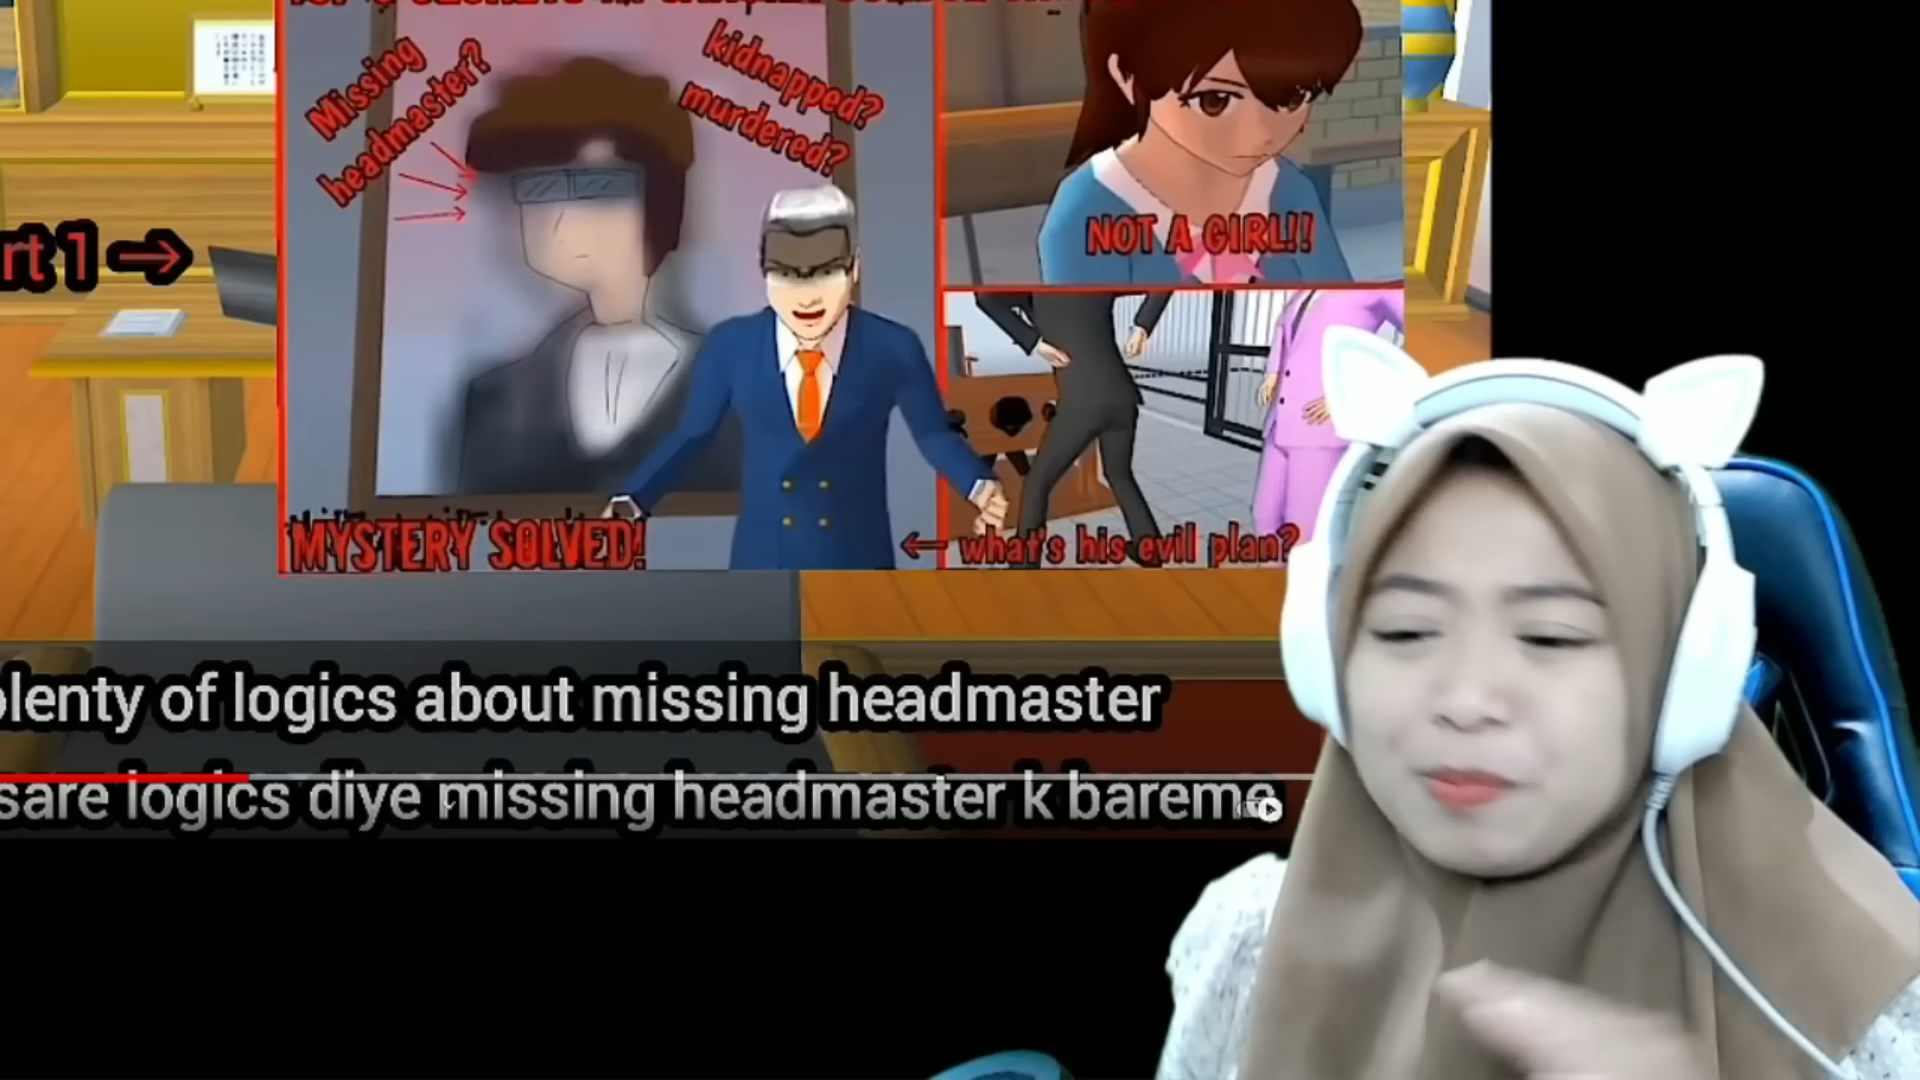 Missing
headmaster?
kidnapped?
murdered?
NOT A GIRL!!
rt 1 →
MYSTERY SOLVED!
← what's his evil plan?
plenty of logics about missing headmaster
sare logics diye missing headmaster k bareme